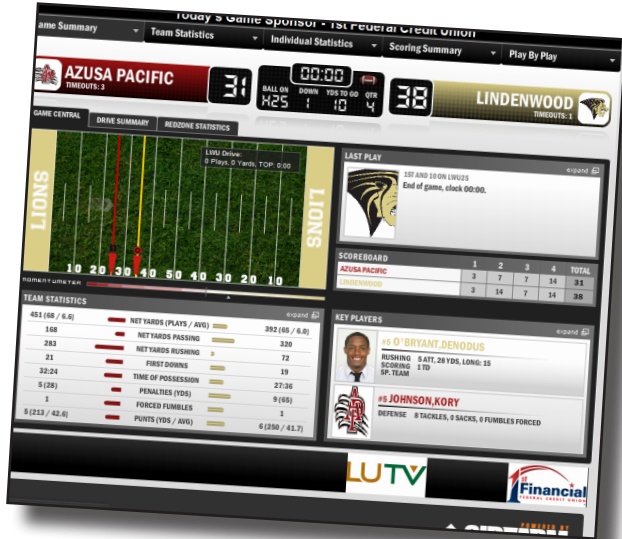 Today's Game Sponsor - 1st Federal Credit Union
ame Summary
Team Statistics
Individual Statistics
Scoring Summary
Play By Play
AZUSA PACIFIC
TIMEOUTS: 3
31
00:00
BALL ON DOWN YDS TO GO QTR
H25 1 10 4
38
LINDENWOOD
TIMEOUTS: 1
GAME CENTRAL
DRIVE SUMMARY
REDZONE STATISTICS
LWU Drive:
0 Plays, 0 Yards, TOP: 0:00
LIONS
LIONS
10 20 30 40 50 40 30 20 10
MOMENTUMETER
LAST PLAY
expand
1ST AND 10 ON LWU25
End of game, clock 00:00.
SCOREBOARD 1 2 3 4 TOTAL
AZUSA PACIFIC 3 7 7 14 31
LINDENWOOD 3 14 7 14 38
TEAM STATISTICS
expand
451 (68 / 6.6) NET YARDS (PLAYS / AVG) 392 (65 / 6.0)
168 NET YARDS PASSING 320
283 NET YARDS RUSHING 72
21 FIRST DOWNS 19
32:24 TIME OF POSSESSION 27:36
5 (28) PENALTIES (YDS) 9 (65)
1 FORCED FUMBLES 1
5 (213 / 42.6) PUNTS (YDS / AVG) 6 (250 / 41.7)
KEY PLAYERS
expand
#5 O'BRYANT,DENODUS
RUSHING 5 ATT, 28 YDS, LONG: 15
SCORING 1 TD
SP. TEAM
#5 JOHNSON,KORY
DEFENSE 8 TACKLES, 0 SACKS, 0 FUMBLES FORCED
LUTV
1st Financial
FEDERAL CREDIT UNION
POWERED BY